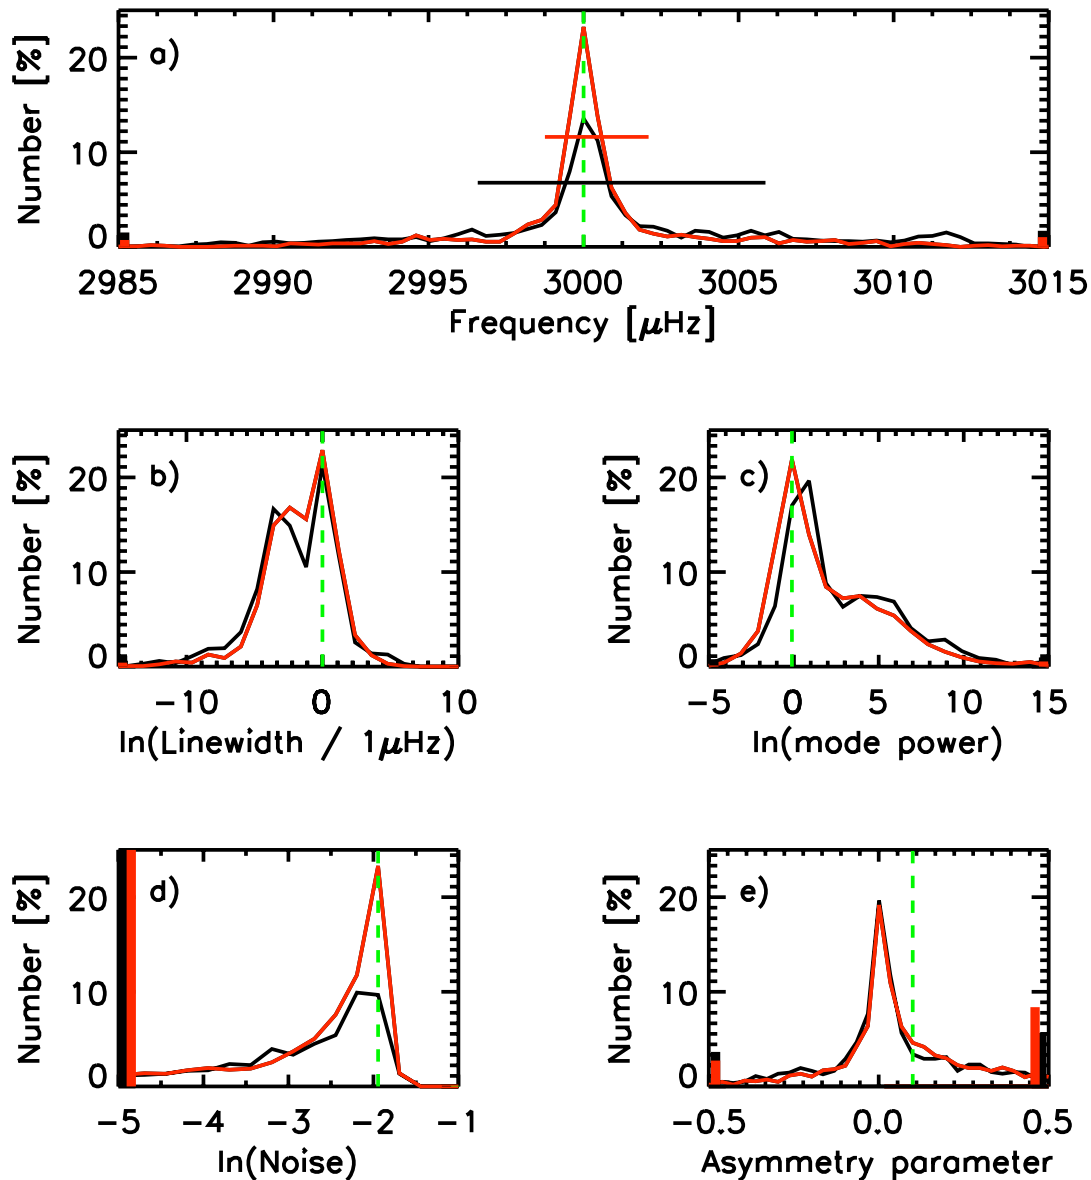 a)
Number [%]
20
10
0
2985 2990 2995 3000 3005 3010 3015
Frequency [μHz]
b)
Number [%]
20
10
0
−10 0 10
ln(Linewidth / 1μHz)
c)
Number [%]
20
10
0
−5 0 5 10 15
ln(mode power)
d)
Number [%]
20
10
0
−5 −4 −3 −2 −1
ln(Noise)
e)
Number [%]
20
10
0
−0.5 0.0 0.5
Asymmetry parameter